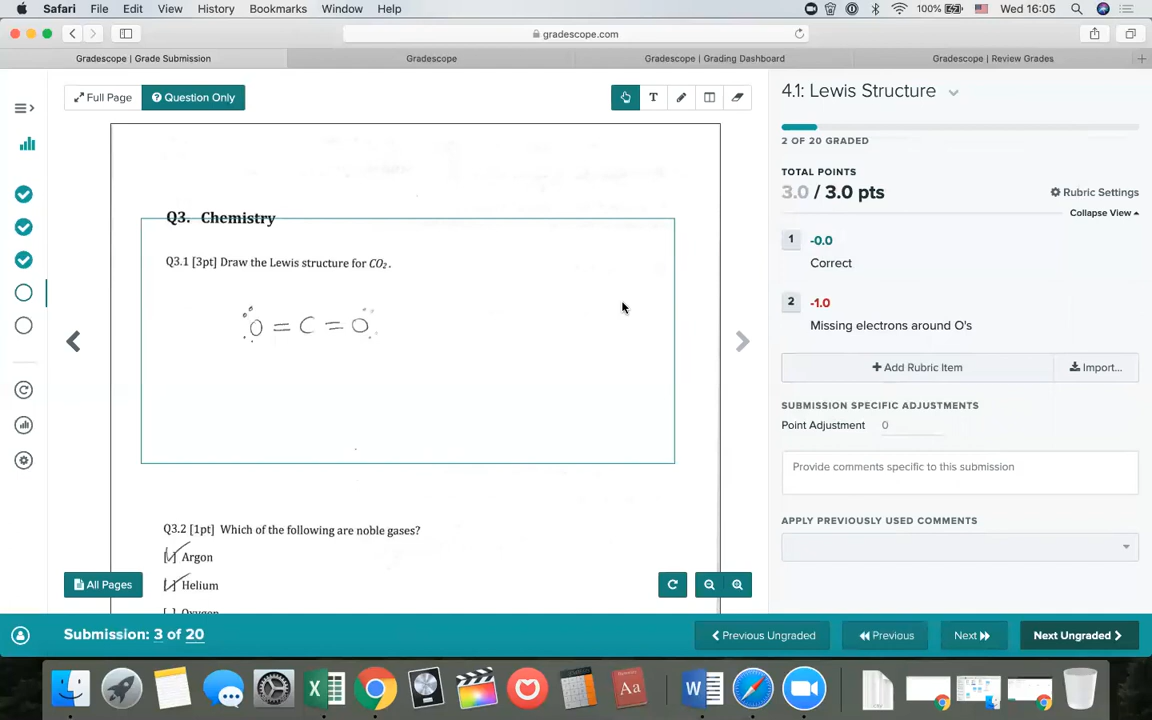 Safari File Edit View History Bookmarks Window Help 100% Wed 16:05
gradescope.com
Gradescope | Grade Submission Gradescope Gradescope | Grading Dashboard Gradescope | Review Grades
Full Page Question Only T
4.1: Lewis Structure
2 OF 20 GRADED
TOTAL POINTS
3.0 / 3.0 pts Rubric Settings
Collapse View
1 -0.0
Correct
2 -1.0
Missing electrons around O's
+ Add Rubric Item Import...
SUBMISSION SPECIFIC ADJUSTMENTS
Point Adjustment 0
Provide comments specific to this submission
APPLY PREVIOUSLY USED COMMENTS
Q3. Chemistry
Q3.1 [3pt] Draw the Lewis structure for CO₂.
O = C = O
Q3.2 [1pt] Which of the following are noble gases?
[ ] Argon
[ ] Helium
[ ] Oxygen
All Pages
Submission: 3 of 20 Previous Ungraded Previous Next Next Ungraded
W Aa